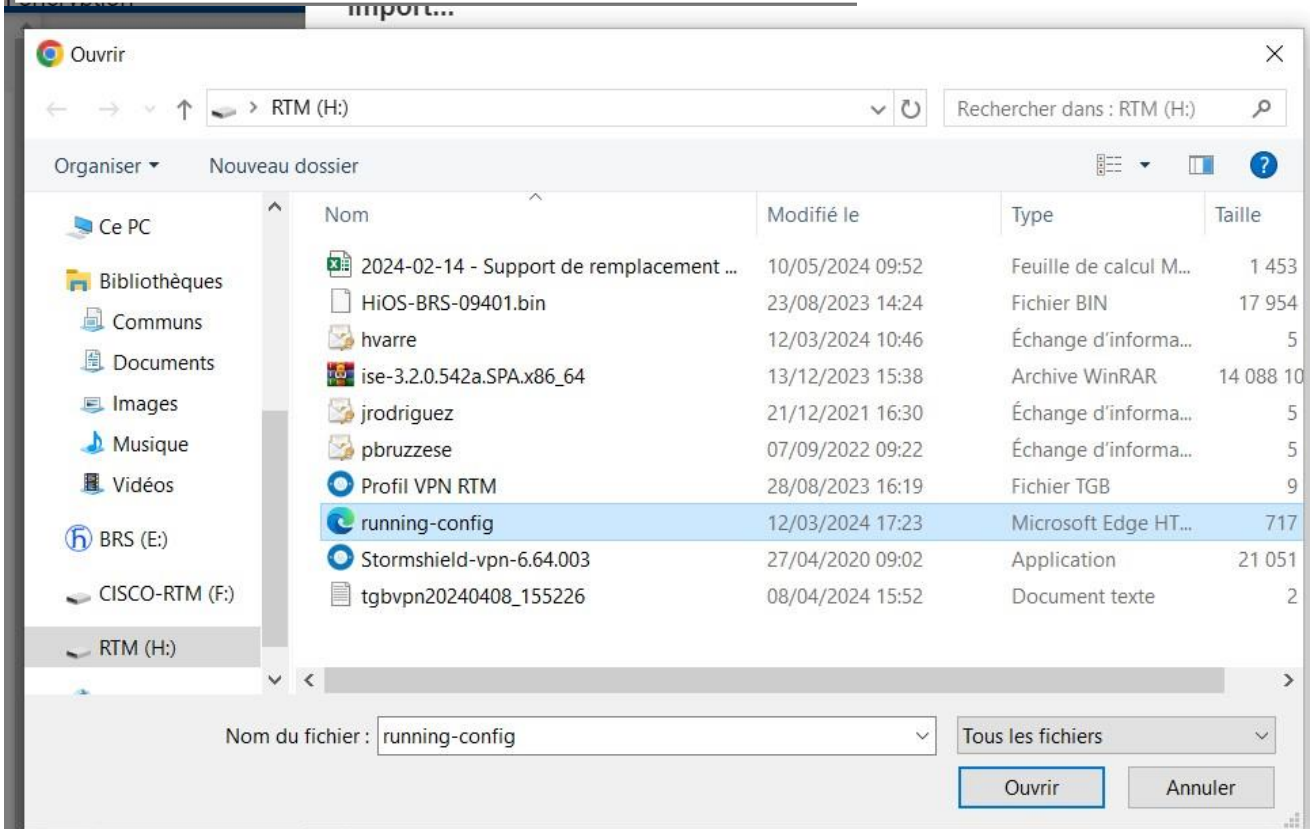 Import...
Ouvrir
RTM (H:)
Rechercher dans : RTM (H:)
Organiser
Nouveau dossier
?
Nom Modifié le Type Taille
Ce PC
Bibliothèques
Communs
Documents
Images
Musique
Vidéos
BRS (E:)
CISCO-RTM (F:)
RTM (H:)
2024-02-14 - Support de remplacement ... 10/05/2024 09:52 Feuille de calcul M... 1 453
HiOS-BRS-09401.bin 23/08/2023 14:24 Fichier BIN 17 954
hvarre 12/03/2024 10:46 Échange d'informa... 5
ise-3.2.0.542a.SPA.x86_64 13/12/2023 15:38 Archive WinRAR 14 088 10
jrodriguez 21/12/2021 16:30 Échange d'informa... 5
pbruzzese 07/09/2022 09:22 Échange d'informa... 5
Profil VPN RTM 28/08/2023 16:19 Fichier TGB 9
running-config 12/03/2024 17:23 Microsoft Edge HT... 717
Stormshield-vpn-6.64.003 27/04/2020 09:02 Application 21 051
tgbvpn20240408_155226 08/04/2024 15:52 Document texte 2
Nom du fichier : running-config
Tous les fichiers
Ouvrir
Annuler